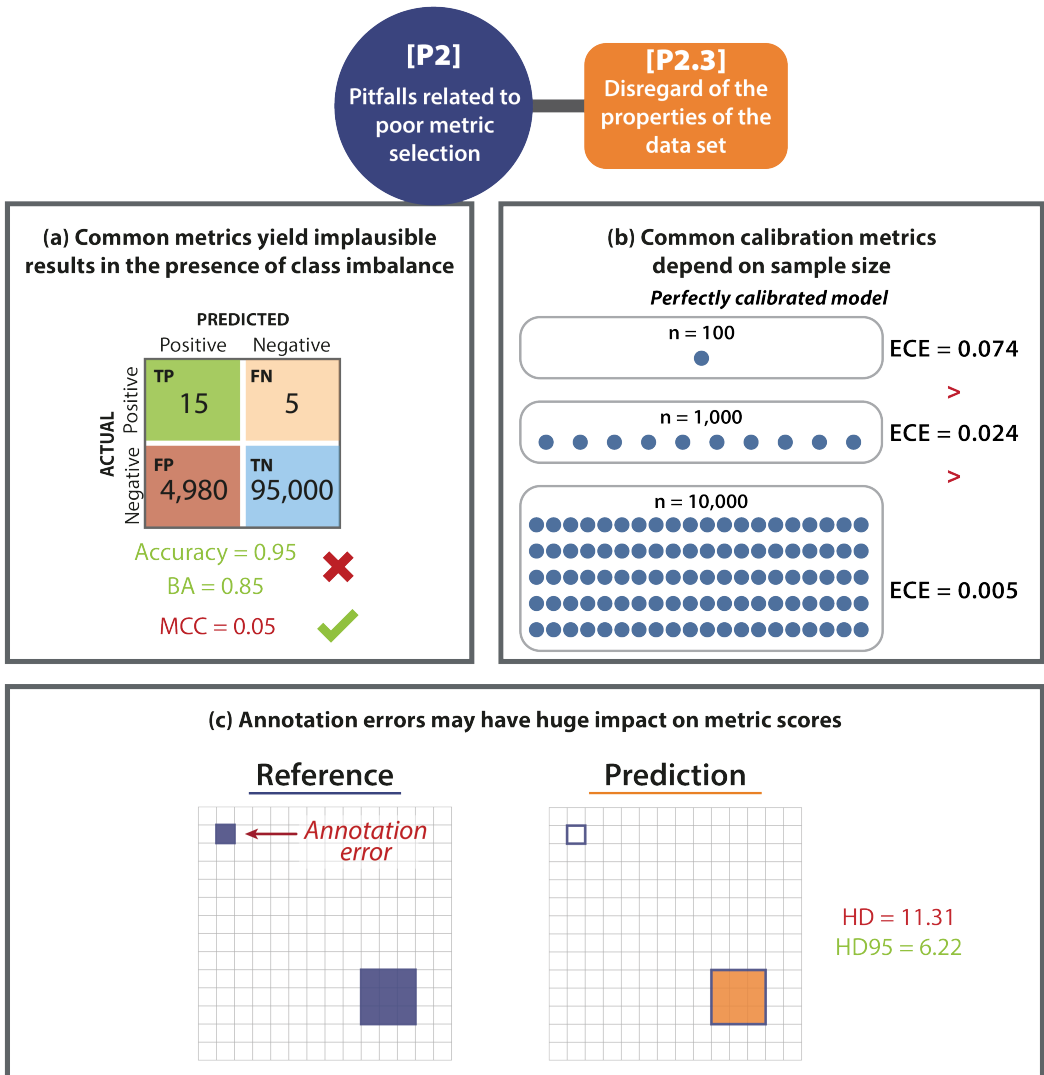 [P2]
Pitfalls related to
poor metric
selection
[P2.3]
Disregard of the
properties of the
data set
(a) Common metrics yield implausible
results in the presence of class imbalance
PREDICTED
Positive Negative
ACTUAL
Positive
Negative
TP
15
FN
5
FP
4,980
TN
95,000
Accuracy = 0.95
BA = 0.85
MCC = 0.05
(b) Common calibration metrics
depend on sample size
Perfectly calibrated model
n = 100
ECE = 0.074
>
n = 1,000
ECE = 0.024
>
n = 10,000
ECE = 0.005
(c) Annotation errors may have huge impact on metric scores
Reference
Annotation
error
Prediction
HD = 11.31
HD95 = 6.22